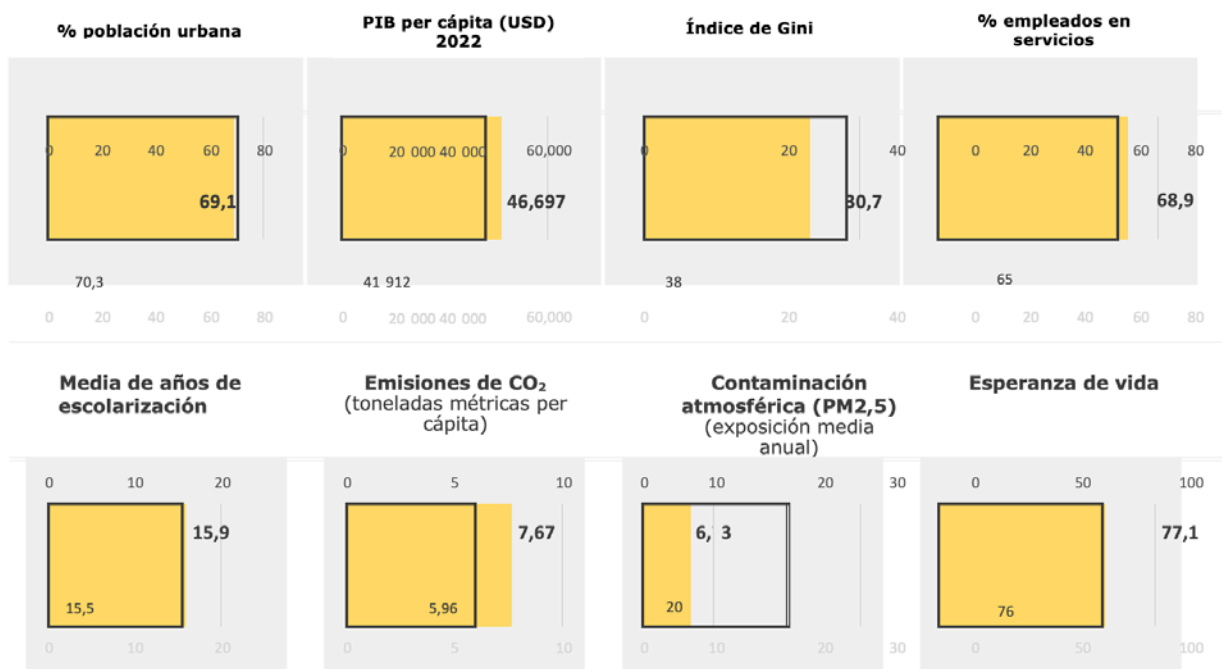 % población urbana
PIB per cápita (USD)
2022
Índice de Gini
% empleados en
servicios
0 20 40 60 80
69,1
70,3
0 20 40 60 80
0 20 000 40 000 60,000
46,697
41 912
0 20 000 40 000 60,000
0 20 40
30,7
38
0 20 40
0 20 40 60 80
68,9
65
0 20 40 60 80
Media de años de
escolarización
Emisiones de CO₂
(toneladas métricas per
cápita)
Contaminación
atmosférica (PM2,5)
(exposición media
anual)
Esperanza de vida
0 10 20
15,9
15,5
0 10 20
0 5 10
7,67
5,96
0 5 10
0 10 20 30
6, 3
20
0 10 20 30
0 50 100
77,1
76
0 50 100